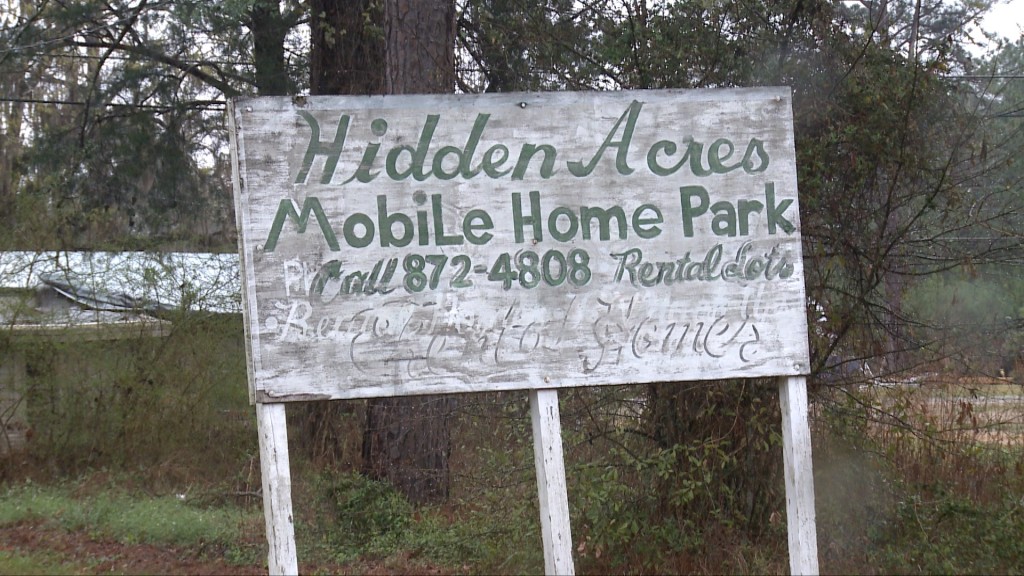 Hidden Acres
MobiLe Home Park
Call 872-4808 Rental Lots
Homes